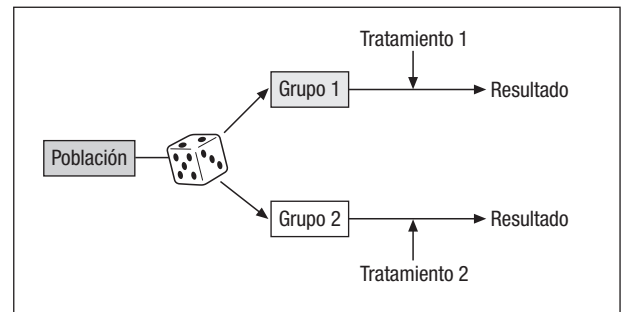 Tratamiento 1
Grupo 1
Resultado
Población
Grupo 2
Resultado
Tratamiento 2